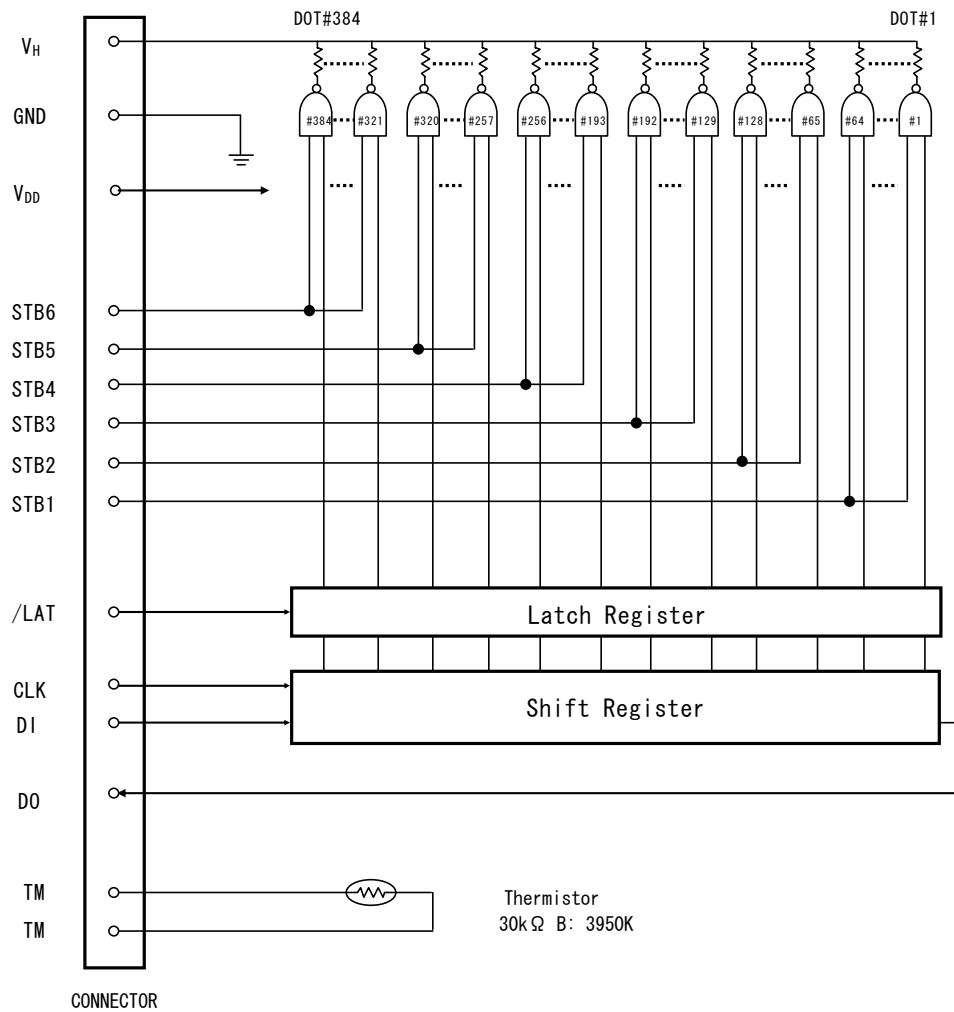 DOT#384 DOT#1
VH
GND
#384 #321 #320 #257 #256 #193 #192 #129 #128 #65 #64 #1
VDD
STB6
STB5
STB4
STB3
STB2
STB1
/LAT
Latch Register
CLK
DI
Shift Register
DO
TM
TM
Thermistor
30kΩ B: 3950K
CONNECTOR